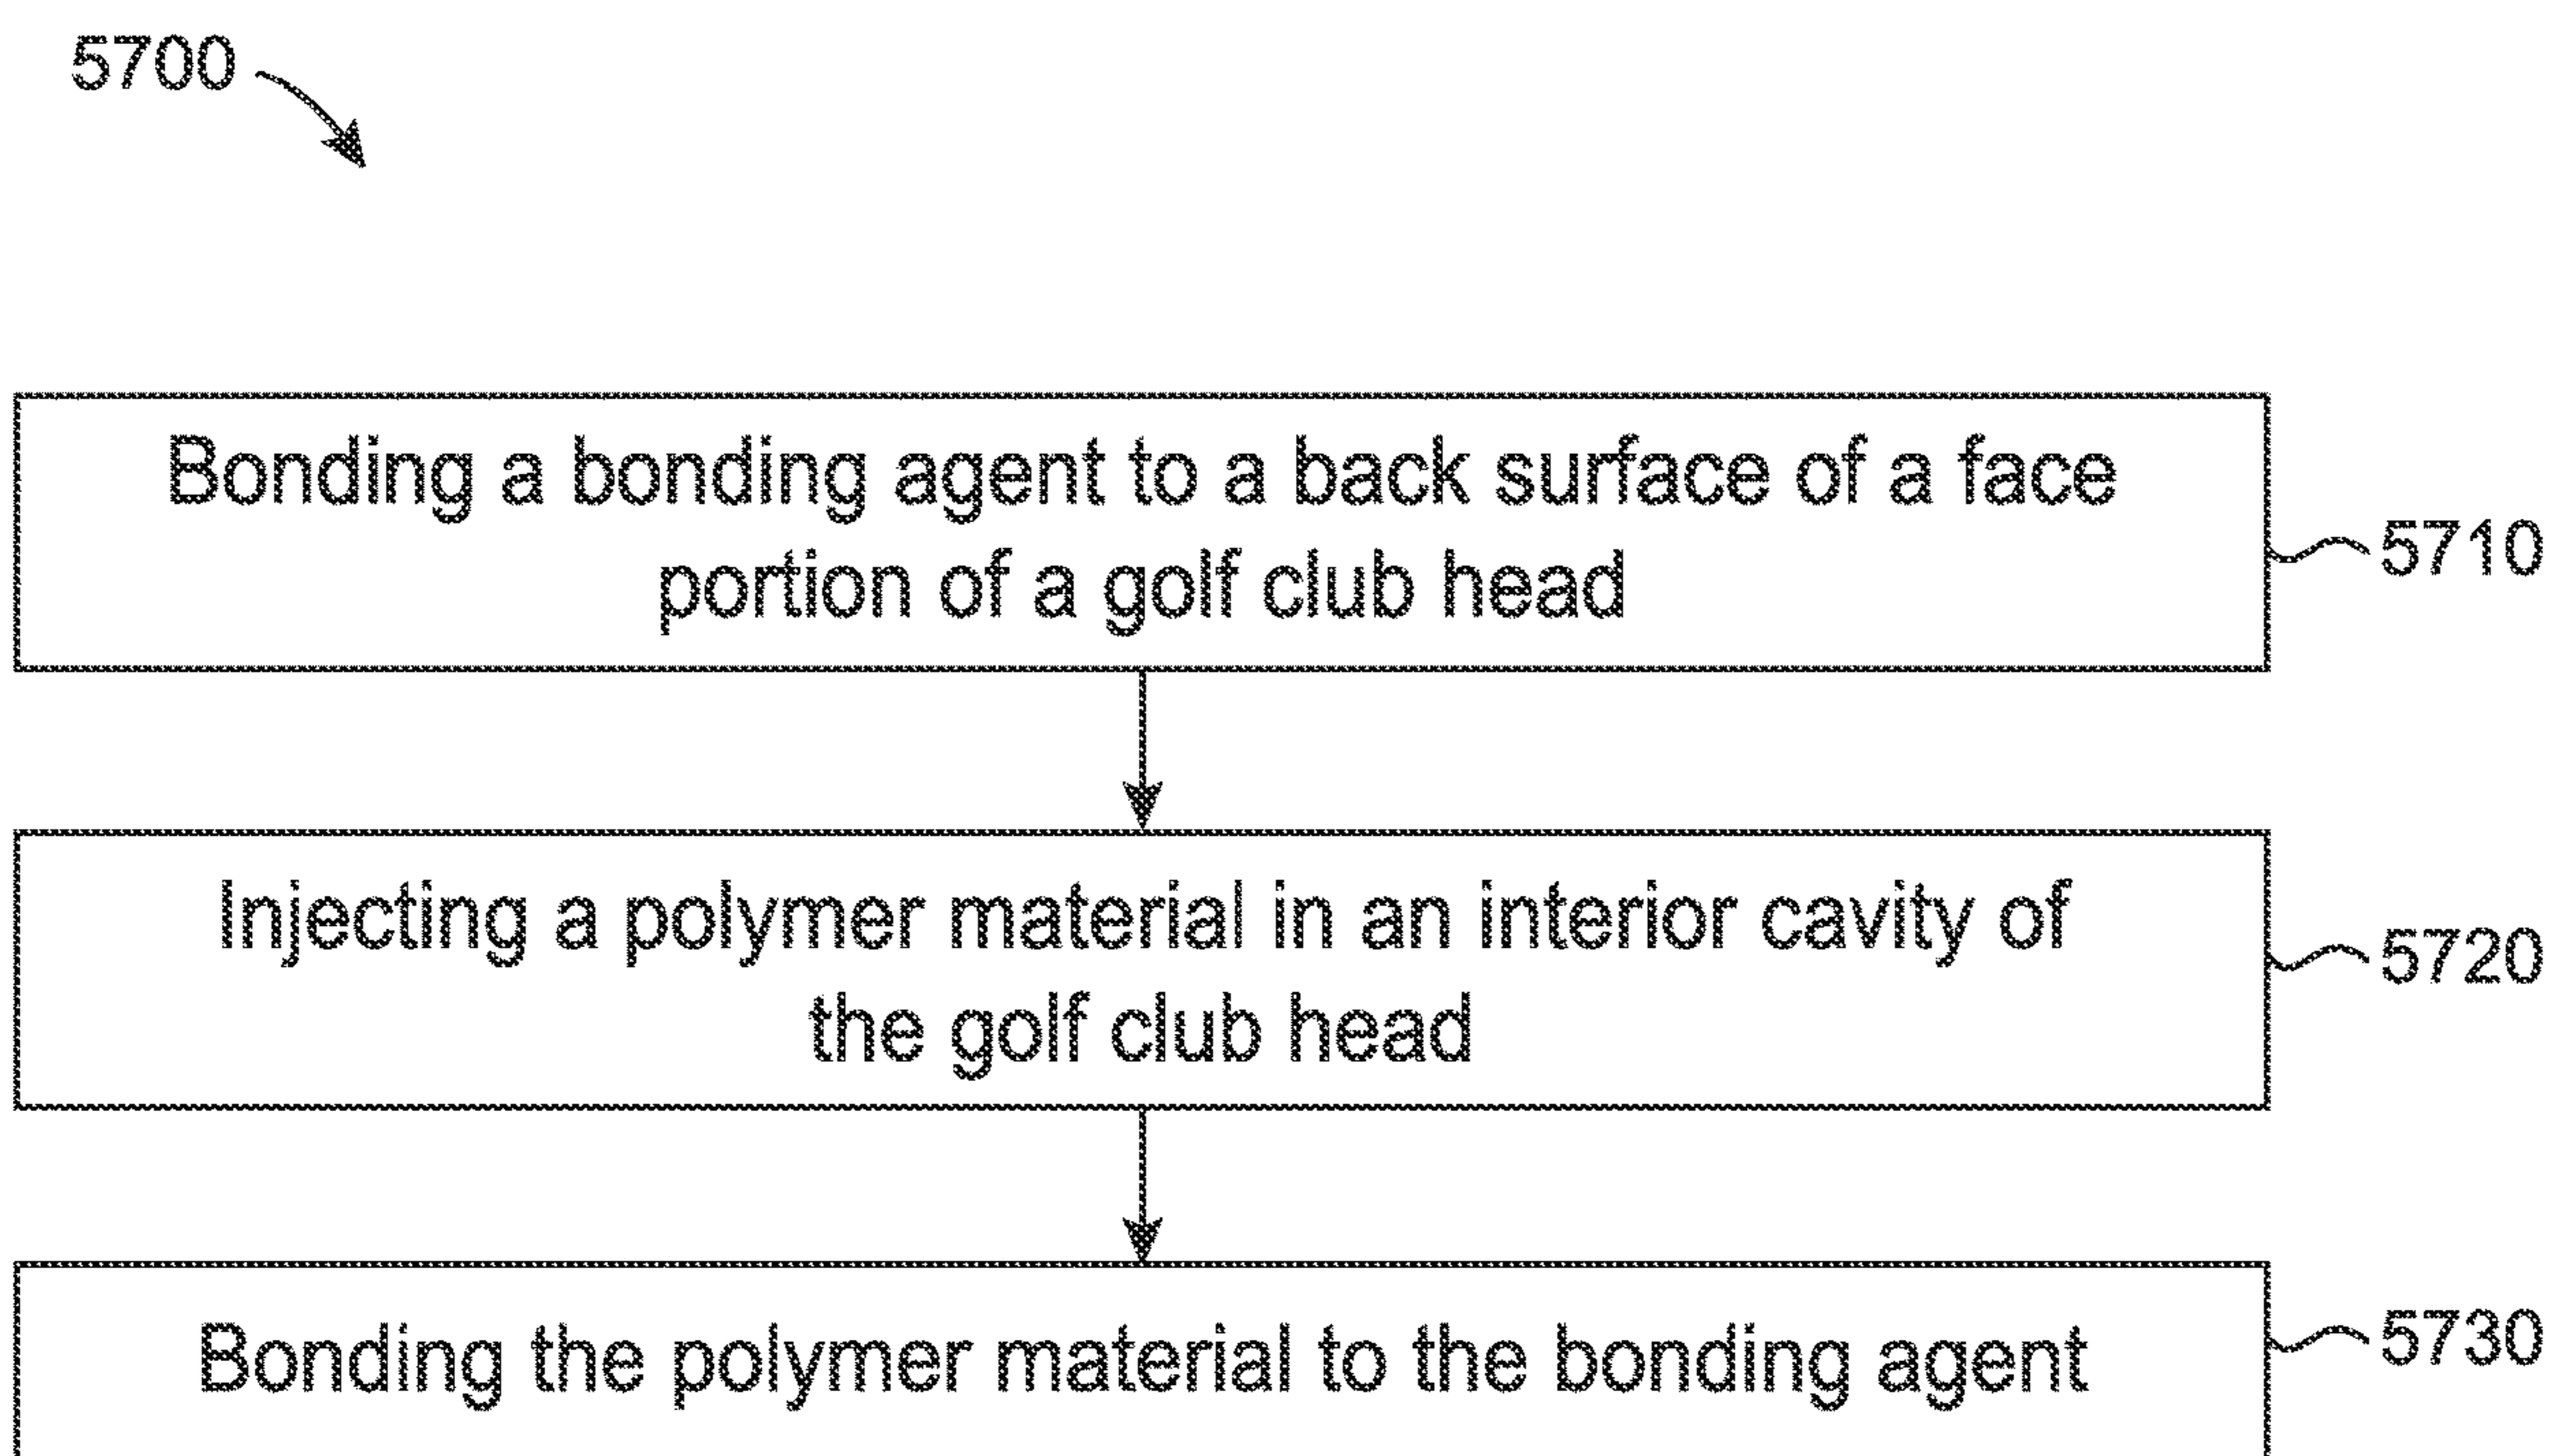 5700
Bonding a bonding agent to a back surface of a face
portion of a golf club head
5710
Injecting a polymer material in an interior cavity of
the golf club head
5720
Bonding the polymer material to the bonding agent
5730